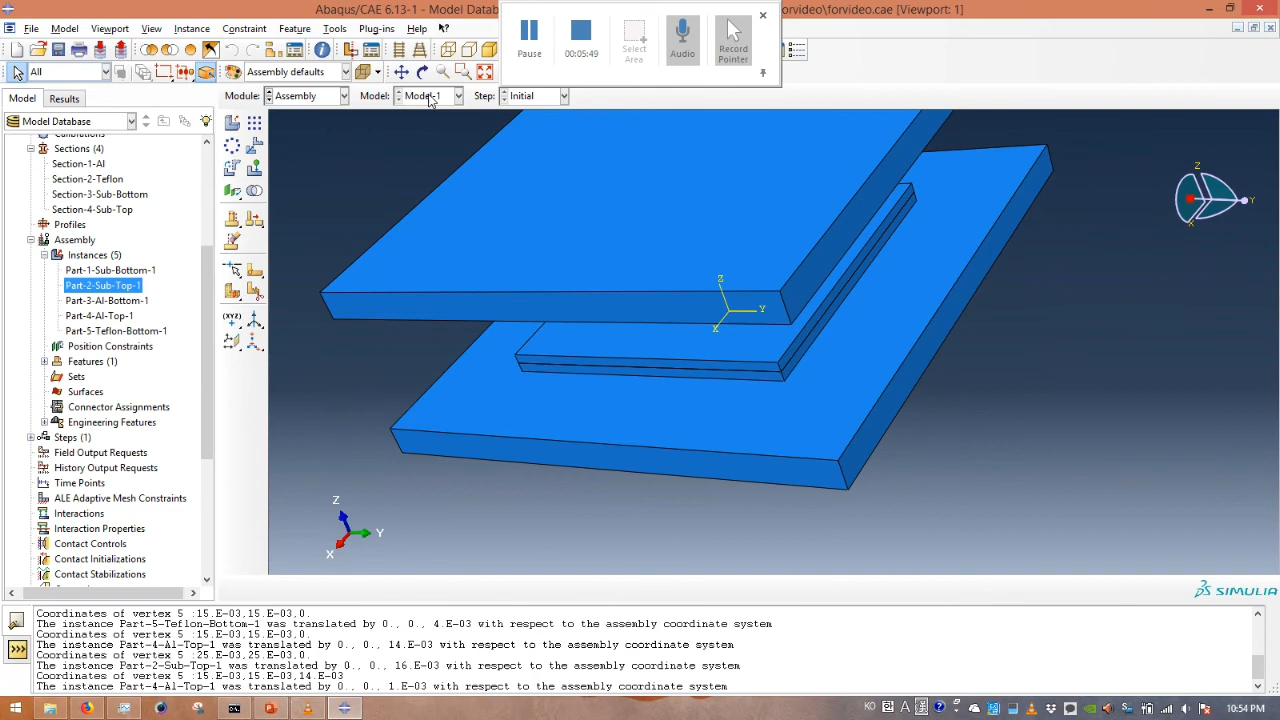 Abaqus/CAE 6.13-1 - Model Datab
orvideo/forvideo.cae [Viewport: 1]
File Model Viewport View Instance Constraint Feature Tools Plug-ins Help
Pause
00:05:49
Select Area
Audio
Record Pointer
All
Assembly defaults
Model Results
Module: Assembly Model: Model-1 Step: Initial
Model Database
Calibrations
Sections (4)
Section-1-Al
Section-2-Teflon
Section-3-Sub-Bottom
Section-4-Sub-Top
Profiles
Assembly
Instances (5)
Part-1-Sub-Bottom-1
Part-2-Sub-Top-1
Part-3-Al-Bottom-1
Part-4-Al-Top-1
Part-5-Teflon-Bottom-1
Position Constraints
Features (1)
Sets
Surfaces
Connector Assignments
Engineering Features
Steps (1)
Field Output Requests
History Output Requests
Time Points
ALE Adaptive Mesh Constraints
Interactions
Interaction Properties
Contact Controls
Contact Initializations
Contact Stabilizations
(XYZ)
Z
Y
X
Z
Y
X
Z
Y
X
SIMULIA
Coordinates of vertex 5 :15.E-03,15.E-03,0.
The instance Part-5-Teflon-Bottom-1 was translated by 0., 0., 4.E-03 with respect to the assembly coordinate system
Coordinates of vertex 5 :15.E-03,15.E-03,0.
The instance Part-4-Al-Top-1 was translated by 0., 0., 14.E-03 with respect to the assembly coordinate system
Coordinates of vertex 5 :25.E-03,25.E-03,0.
The instance Part-2-Sub-Top-1 was translated by 0., 0., 16.E-03 with respect to the assembly coordinate system
Coordinates of vertex 5 :15.E-03,15.E-03,14.E-03
The instance Part-4-Al-Top-1 was translated by 0., 0., 1.E-03 with respect to the assembly coordinate system
>>>
KO A
10:54 PM